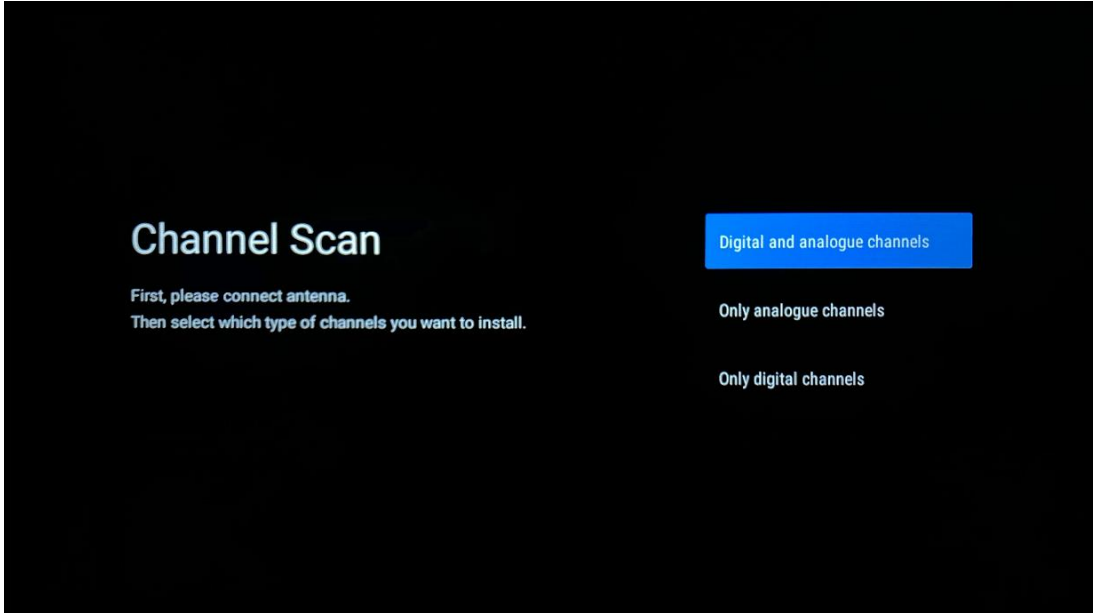 Channel Scan
First, please connect antenna.
Then select which type of channels you want to install.
Digital and analogue channels
Only analogue channels
Only digital channels